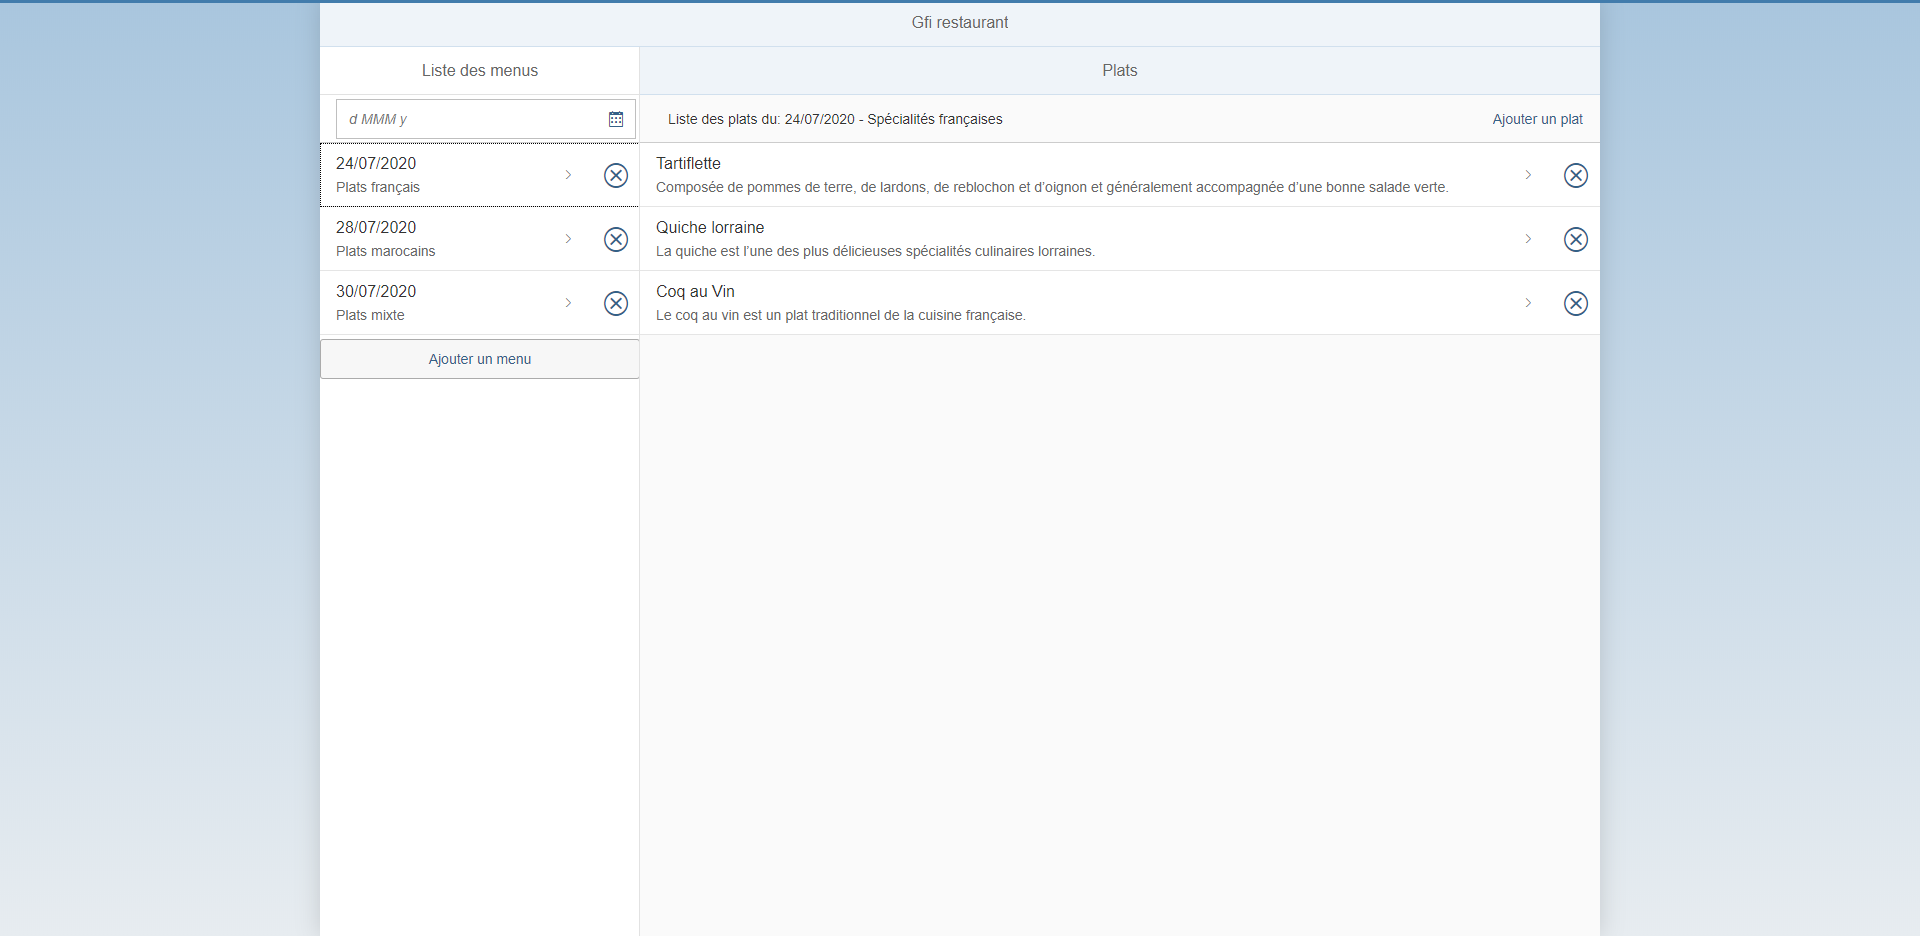 Gfi restaurant
Liste des menus
Plats
d MMM y
Liste des plats du: 24/07/2020 - Spécialités françaises
Ajouter un plat
24/07/2020
Plats français
28/07/2020
Plats marocains
30/07/2020
Plats mixte
Ajouter un menu
Tartiflette
Composée de pommes de terre, de lardons, de reblochon et d’oignon et généralement accompagnée d’une bonne salade verte.
Quiche lorraine
La quiche est l’une des plus délicieuses spécialités culinaires lorraines.
Coq au Vin
Le coq au vin est un plat traditionnel de la cuisine française.